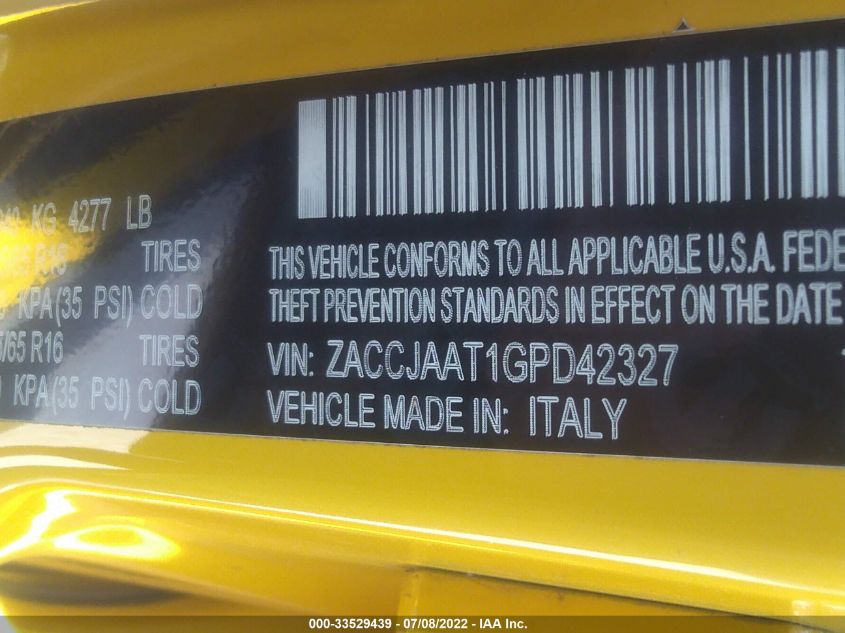 KG 4277 LB
TIRES
KPA(35 PSI) COLD
/65 R16 TIRES
KPA(35 PSI) COLD
THIS VEHICLE CONFORMS TO ALL APPLICABLE U.S.A. FEDE
THEFT PREVENTION STANDARDS IN EFFECT ON THE DATE
VIN: ZACCJAAT1GPD42327
VEHICLE MADE IN: ITALY
000-33529439 - 07/08/2022 - IAA Inc.